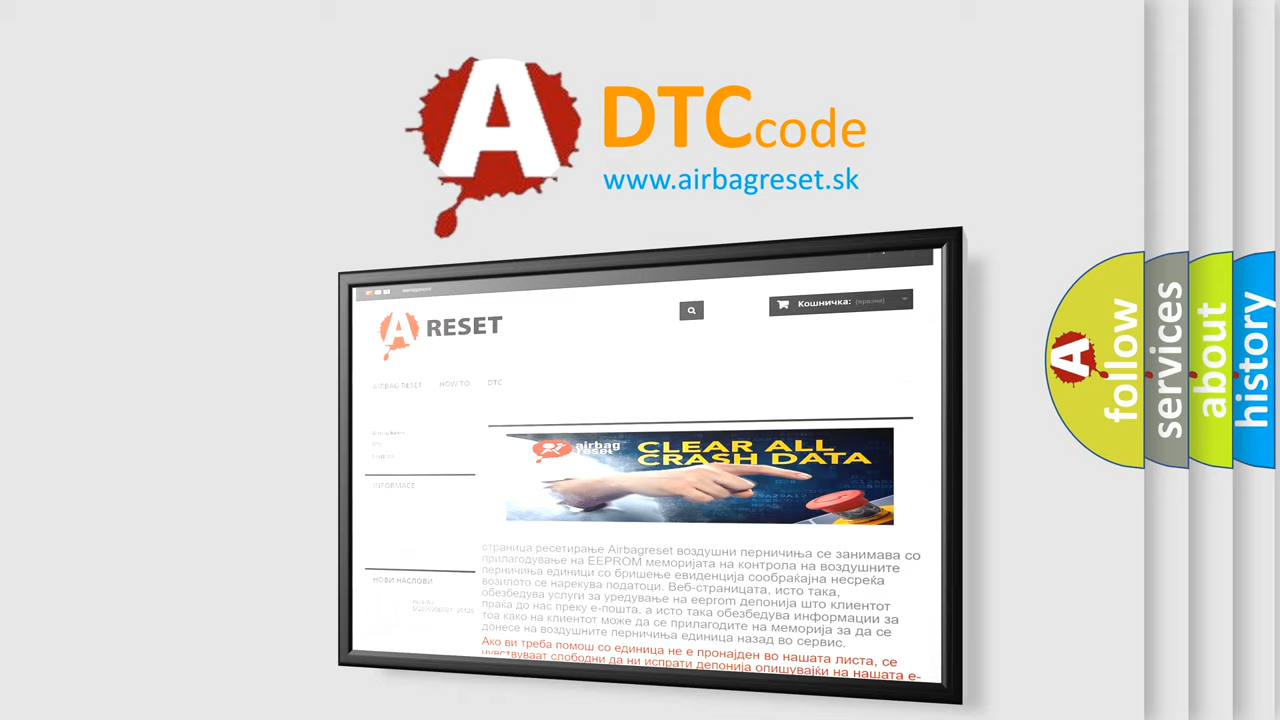 A
DTC code
www.airbagreset.sk
A RESET
Кошничка: (празни)
AIRBAG RESET HOW TO DTC
airbag
reset
CLEAR ALL
CRASH DATA
INFORMACE
НОВИ НАСЛОВИ
страница ресетирање Airbagreset воздушни перничиња се занимава со
прилагодување на EEPROM меморијата на контрола на воздушните
перничиња единици со бришење евиденција сообраќајна несреќа
возилото се нарекува податоци. Веб-страницата, исто така,
обезбедува услуги за уредување на eeprom депонија што клиентот
праќа до нас преку е-пошта, а исто така обезбедува информации за
тоа како на клиентот може да се прилагодите на меморија за да се
донесе на воздушните перничиња единица назад во сервис.
Ако ви треба помош со единица не е пронајден во нашата листа, се
чувствуваат слободни да ни испрати депонија опишувајќи на нашата е-
follow
services
about
history